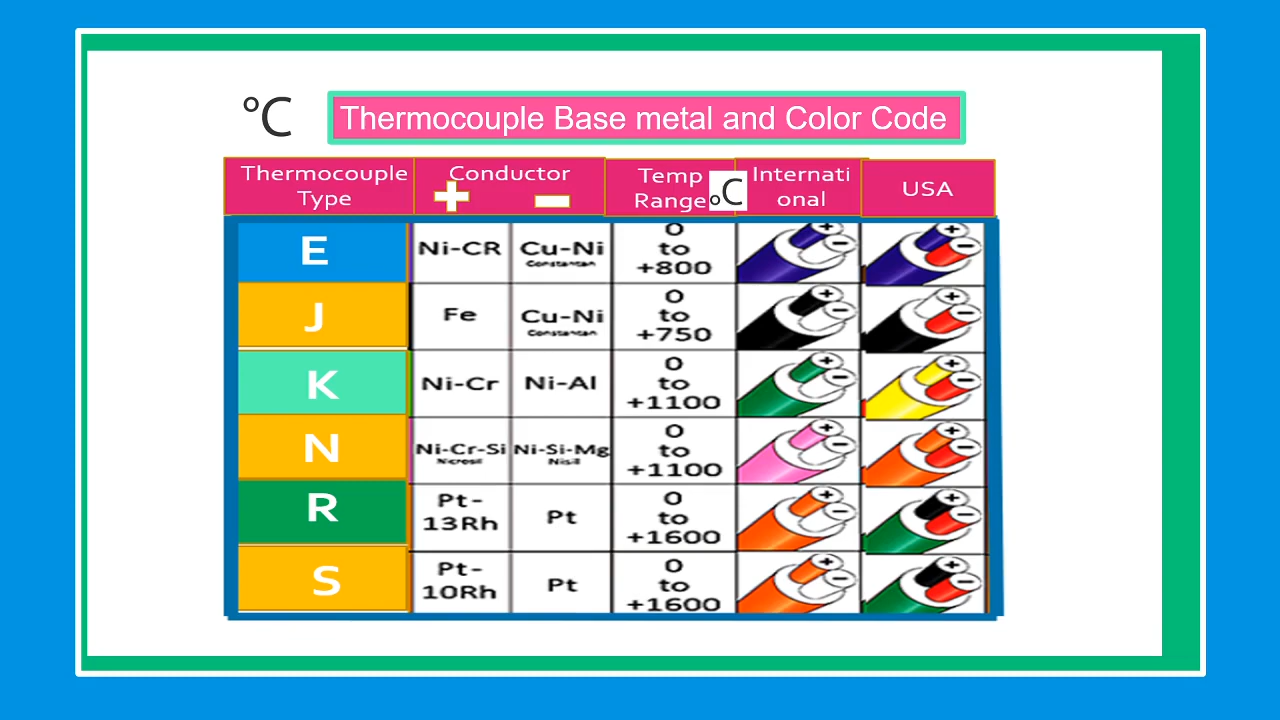 °C
Thermocouple Base metal and Color Code
Thermocouple Type
Conductor
+ −
Temp Range °C
Internati onal
USA
E Ni-CR Cu-Ni Constantan 0 to +800 + − + −
J Fe Cu-Ni Constantan 0 to +750 + − + −
K Ni-Cr Ni-Al 0 to +1100 + − + −
N Ni-Cr-Si Nicrosil Ni-Si-Mg Nisil 0 to +1100 + − + −
R Pt-13Rh Pt 0 to +1600 + − + −
S Pt-10Rh Pt 0 to +1600 + − + −